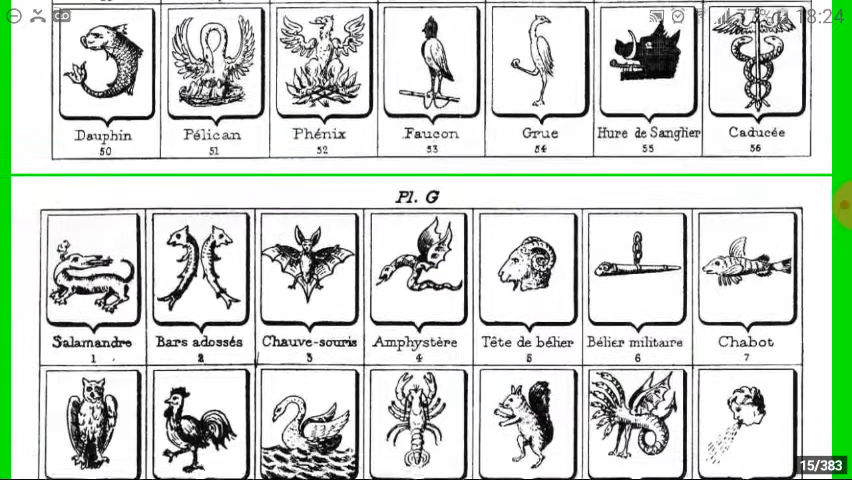 18:24
Dauphin Pélican Phénix Faucon Grue Hure de Sanglier Caducée
50 51 52 53 54 55 56
Pl. G
Salamandre Bars adossés Chauve-souris Amphystère Tête de bélier Bélier militaire Chabot
1 2 3 4 5 6 7
15/383